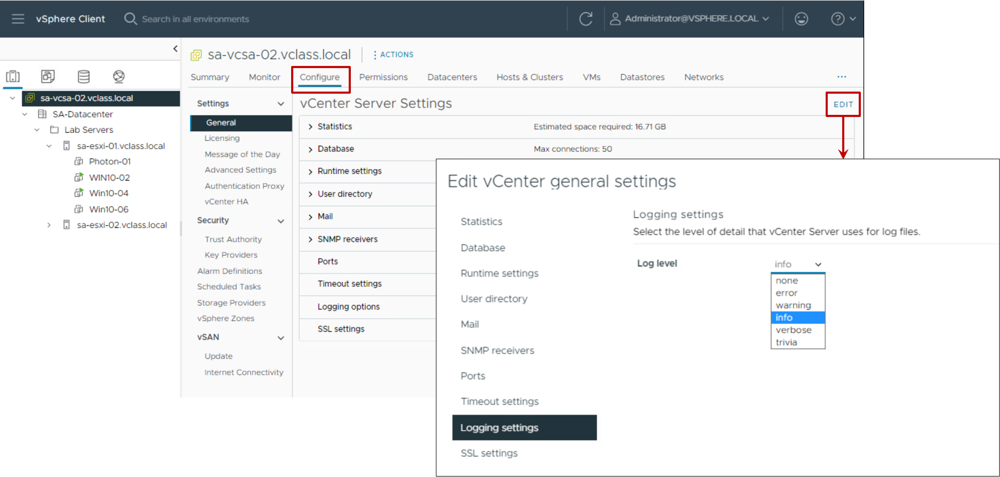 vSphere Client
Search in all environments
Administrator@VSPHERE.LOCAL
sa-vcsa-02.vclass.local
ACTIONS
Summary Monitor Configure Permissions Datacenters Hosts & Clusters VMs Datastores Networks ...
sa-vcsa-02.vclass.local
SA-Datacenter
Lab Servers
sa-esxi-01.vclass.local
Photon-01
WIN10-02
Win10-04
Win10-06
sa-esxi-02.vclass.local
Settings
General
Licensing
Message of the Day
Advanced Settings
Authentication Proxy
vCenter HA
Security
Trust Authority
Key Providers
Alarm Definitions
Scheduled Tasks
Storage Providers
vSphere Zones
vSAN
Update
Internet Connectivity
vCenter Server Settings
EDIT
Statistics Estimated space required: 16.71 GB
Database Max connections: 50
Runtime settings
User directory
Mail
SNMP receivers
Ports
Timeout settings
Logging options
SSL settings
Edit vCenter general settings
Statistics
Database
Runtime settings
User directory
Mail
SNMP receivers
Ports
Timeout settings
Logging settings
SSL settings
Logging settings
Select the level of detail that vCenter Server uses for log files.
Log level info
none
error
warning
info
verbose
trivia